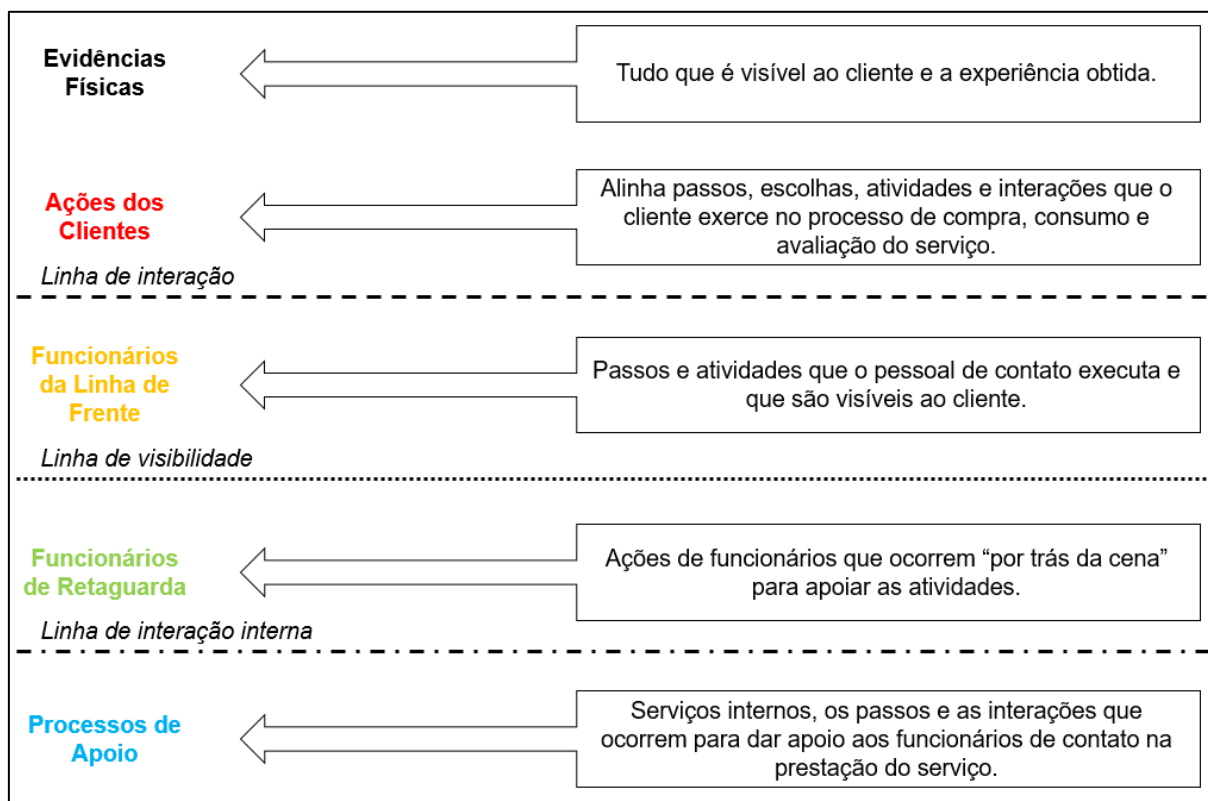 Evidências
Físicas
Tudo que é visível ao cliente e a experiência obtida.
Ações dos
Clientes
Alinha passos, escolhas, atividades e interações que o
cliente exerce no processo de compra, consumo e
avaliação do serviço.
Linha de interação
Funcionários
da Linha de
Frente
Passos e atividades que o pessoal de contato executa e
que são visíveis ao cliente.
Linha de visibilidade
Funcionários
de Retaguarda
Ações de funcionários que ocorrem “por trás da cena”
para apoiar as atividades.
Linha de interação interna
Processos de
Apoio
Serviços internos, os passos e as interações que
ocorrem para dar apoio aos funcionários de contato na
prestação do serviço.